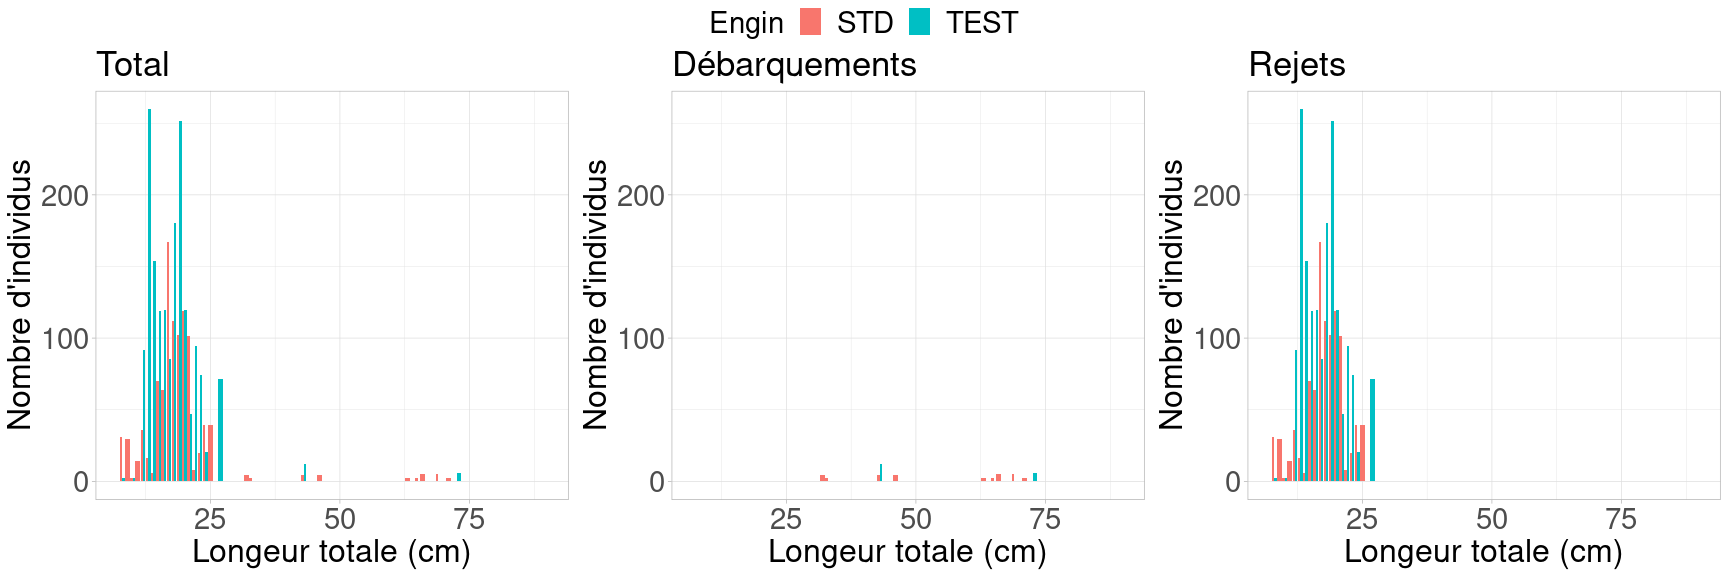 Engin STD TEST
Total
Débarquements
Rejets
Nombre d'individus
200
100
0
25 50 75
Longeur totale (cm)
Nombre d'individus
200
100
0
25 50 75
Longeur totale (cm)
Nombre d'individus
200
100
0
25 50 75
Longeur totale (cm)